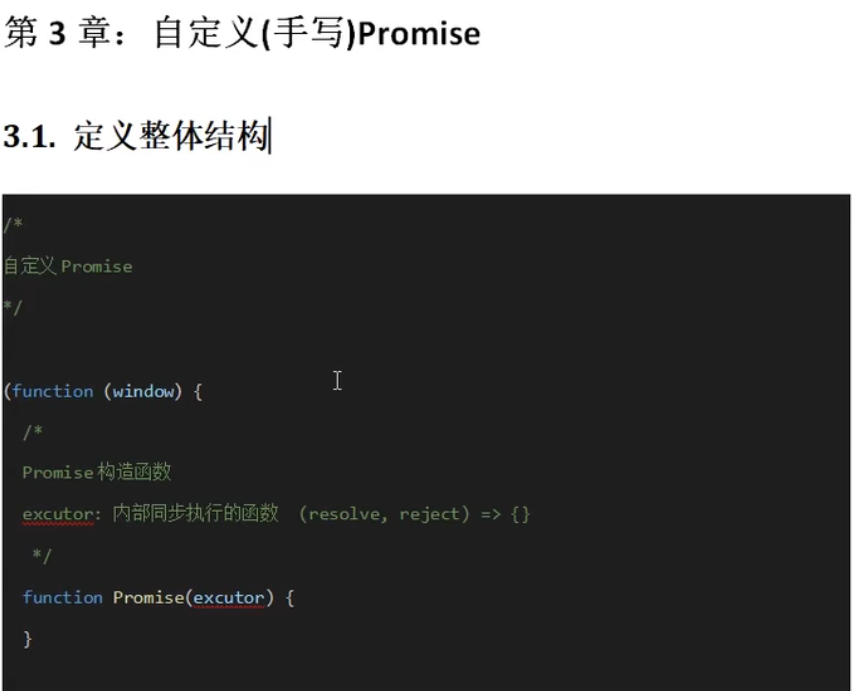 第 3 章：自定义(手写)Promise
3.1. 定义整体结构
/*
自定义 Promise
*/
(function (window) {
/*
Promise 构造函数
excutor: 内部同步执行的函数 (resolve, reject) => {}
*/
function Promise(excutor) {
}